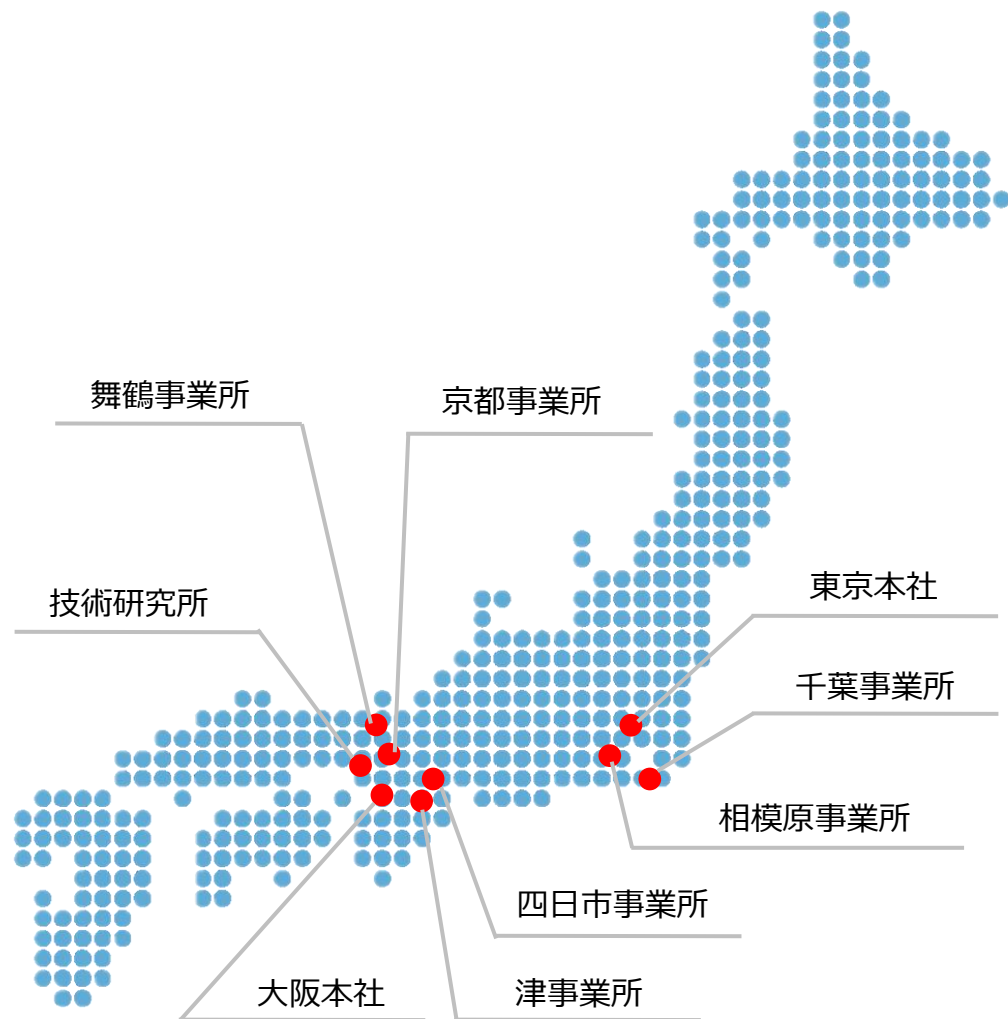 舞鶴事業所
京都事業所
技術研究所
東京本社
千葉事業所
相模原事業所
四日市事業所
大阪本社
津事業所